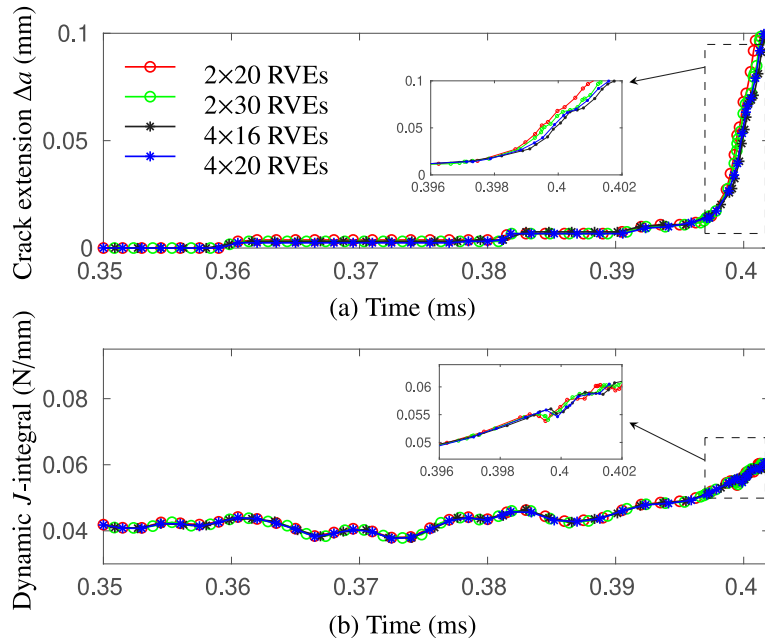 Crack extension Δa (mm)
0.1
0.05
0
2×20 RVEs
2×30 RVEs
4×16 RVEs
4×20 RVEs
0.1
0.05
0
0.396 0.398 0.4 0.402
0.35 0.36 0.37 0.38 0.39 0.4
(a) Time (ms)
Dynamic J-integral (N/mm)
0.08
0.06
0.04
0.06
0.055
0.05
0.396 0.398 0.4 0.402
0.35 0.36 0.37 0.38 0.39 0.4
(b) Time (ms)